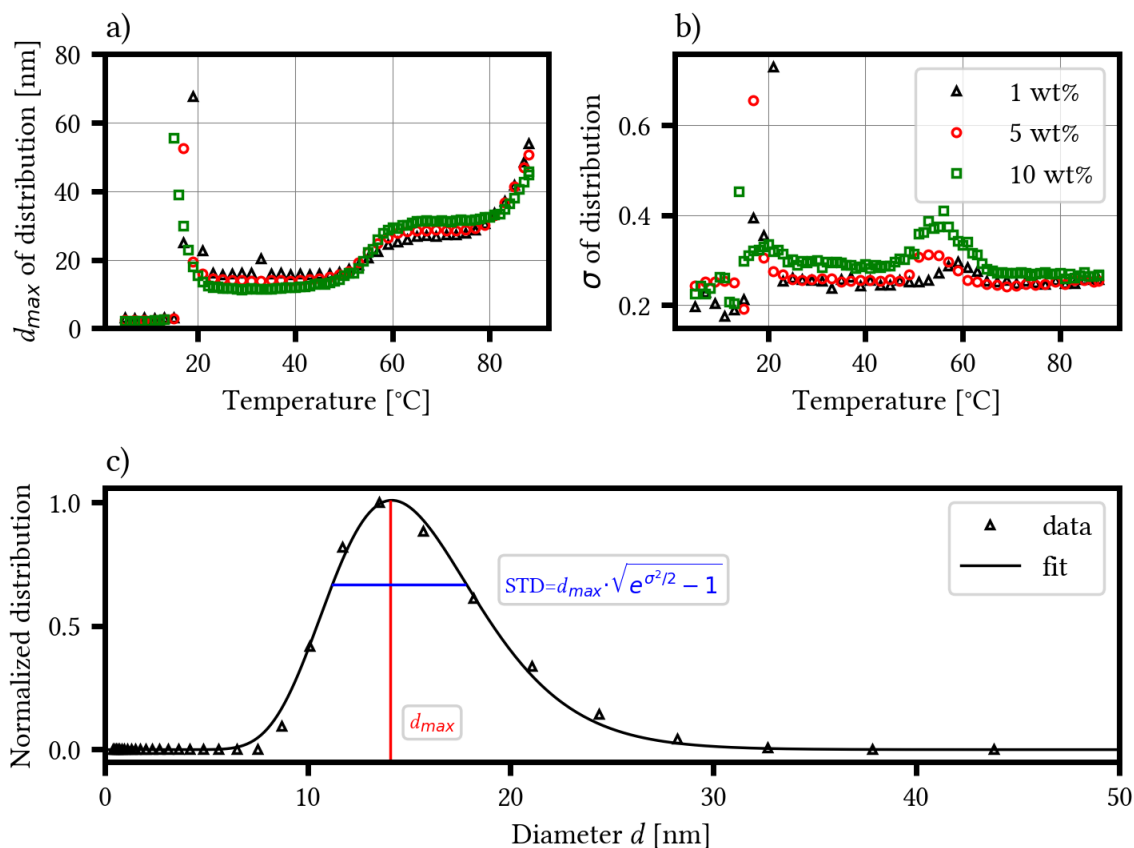 a)
d_max of distribution [nm]
80
60
40
20
0
20 40 60 80
Temperature [°C]
b)
σ of distribution
0.6
0.4
0.2
1 wt%
5 wt%
10 wt%
0 20 40 60 80
Temperature [°C]
c)
Normalized distribution
1.0
0.5
0.0
data
fit
STD=d_max·√(e^(σ²/2) − 1)
d_max
0 10 20 30 40 50
Diameter d [nm]